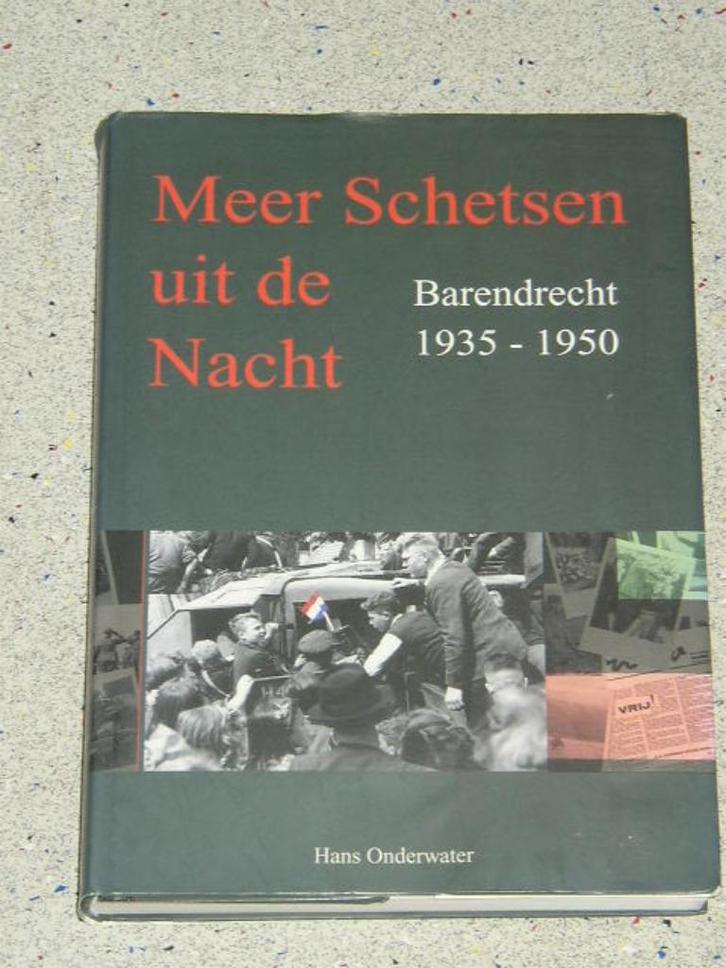 Meer Schetsen
uit de
Nacht
Barendrecht
1935 - 1950
VRIJ!
Hans Onderwater